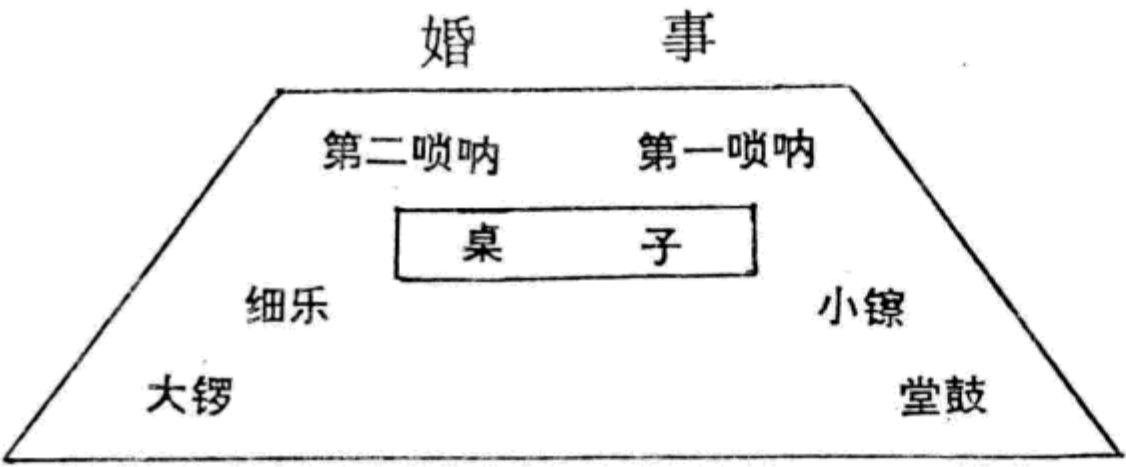 婚 事
第二唢呐 第一唢呐
桌 子
细乐 小镲
大锣 堂鼓